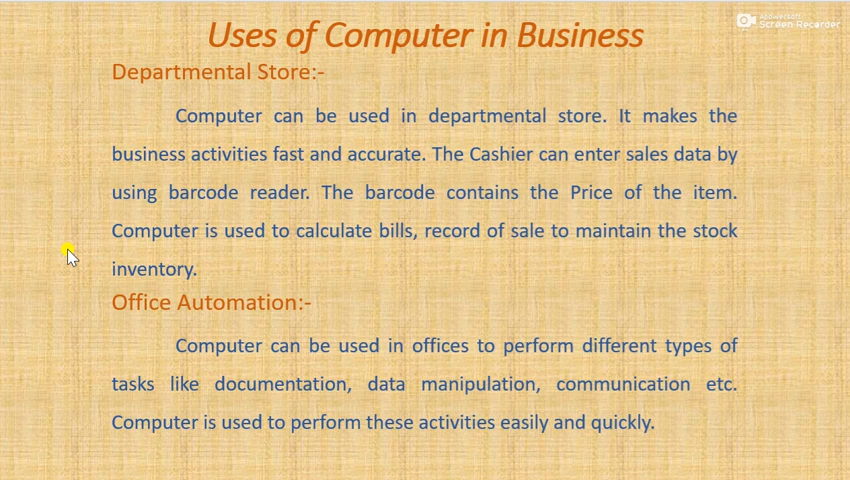 Uses of Computer in Business
Apowersoft
Screen Recorder
Departmental Store:-
Computer can be used in departmental store. It makes the
business activities fast and accurate. The Cashier can enter sales data by
using barcode reader. The barcode contains the Price of the item.
Computer is used to calculate bills, record of sale to maintain the stock
inventory.
Office Automation:-
Computer can be used in offices to perform different types of
tasks like documentation, data manipulation, communication etc.
Computer is used to perform these activities easily and quickly.